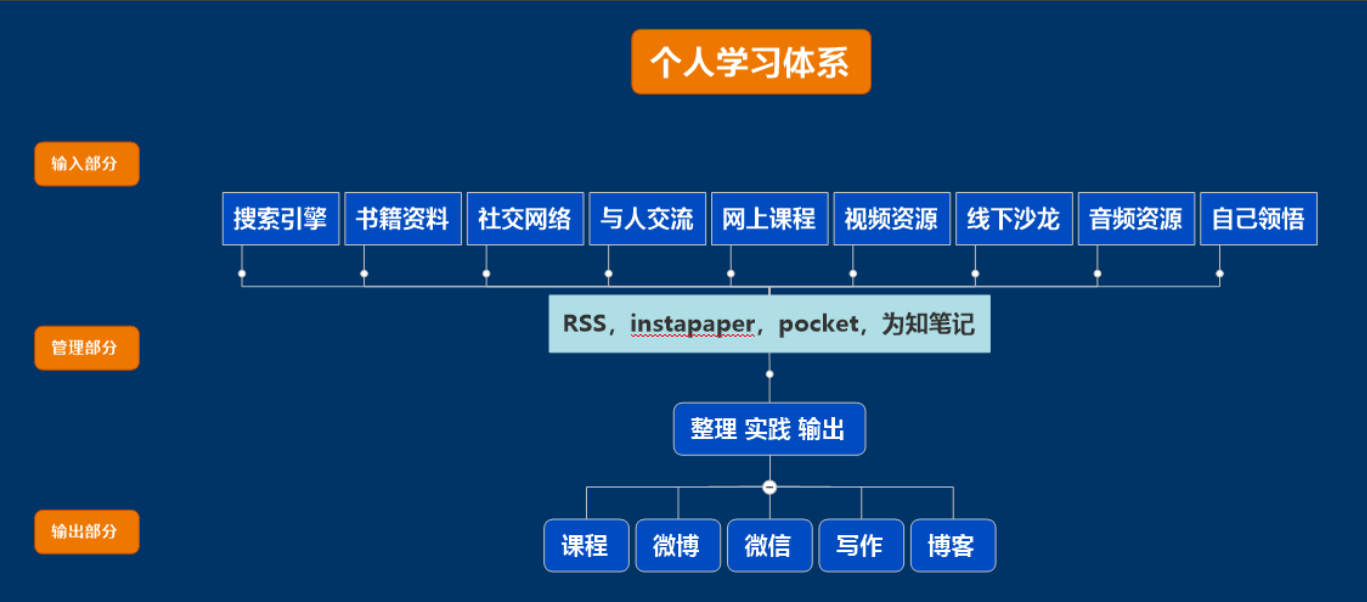 个人学习体系
输入部分
搜索引擎 书籍资料 社交网络 与人交流 网上课程 视频资源 线下沙龙 音频资源 自己领悟
RSS，instapaper，pocket，为知笔记
管理部分
整理 实践 输出
输出部分
课程 微博 微信 写作 博客